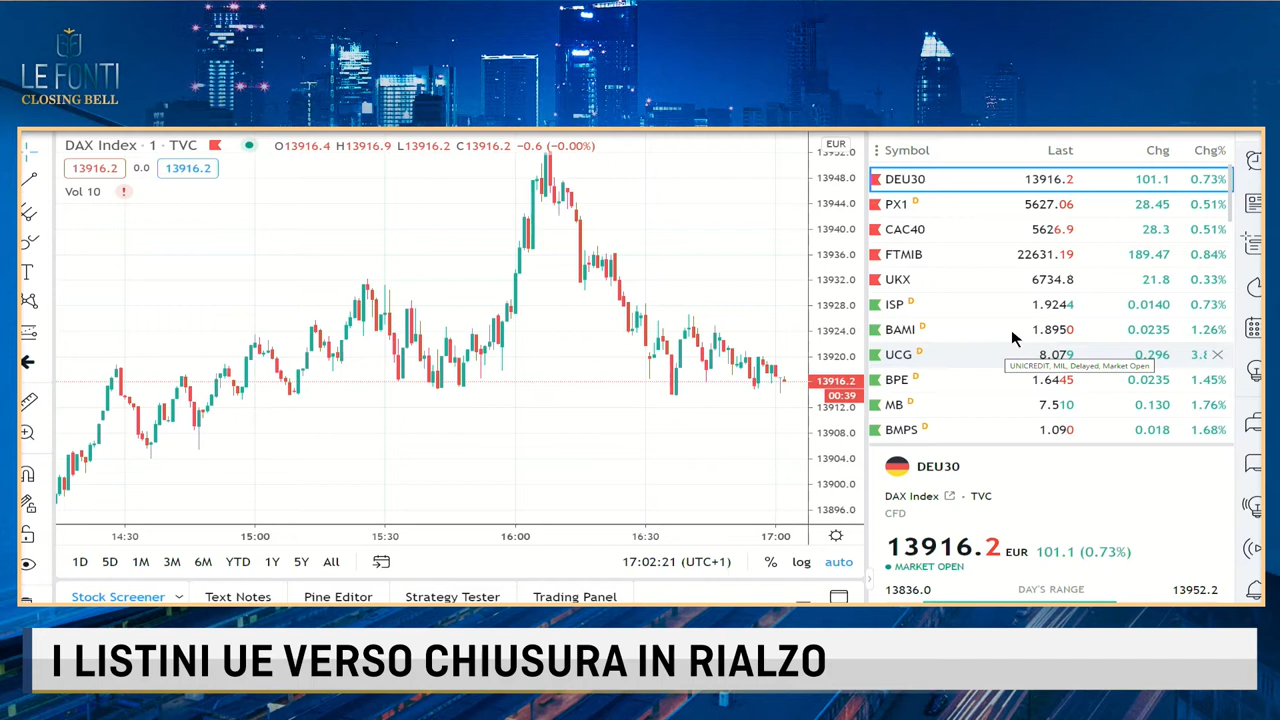 LE FONTI
CLOSING BELL
DAX Index · 1 · TVC O13916.4 H13916.9 L13916.2 C13916.2 −0.6 (−0.00%)
13916.2 0.0 13916.2
Vol 10 !
EUR
13952.0
13948.0
13944.0
13940.0
13936.0
13932.0
13928.0
13924.0
13920.0
13916.2
00:39
13912.0
13908.0
13904.0
13900.0
13896.0
14:30 15:00 15:30 16:00 16:30 17:00
1D 5D 1M 3M 6M YTD 1Y 5Y All 17:02:21 (UTC+1) % log auto
Stock Screener Text Notes Pine Editor Strategy Tester Trading Panel
Symbol Last Chg Chg%
DEU30 13916.2 101.1 0.73%
PX1 D 5627.06 28.45 0.51%
CAC40 5626.9 28.3 0.51%
FTMIB 22631.19 189.47 0.84%
UKX 6734.8 21.8 0.33%
ISP D 1.9244 0.0140 0.73%
BAMI D 1.8950 0.0235 1.26%
UCG D 8.079 0.296
UNICREDIT, MIL, Delayed, Market Open
BPE D 1.6445 0.0235 1.45%
MB D 7.510 0.130 1.76%
BMPS D 1.090 0.018 1.68%
DEU30
DAX Index · TVC
CFD
13916.2 EUR 101.1 (0.73%)
MARKET OPEN
13836.0 DAY'S RANGE 13952.2
I LISTINI UE VERSO CHIUSURA IN RIALZO